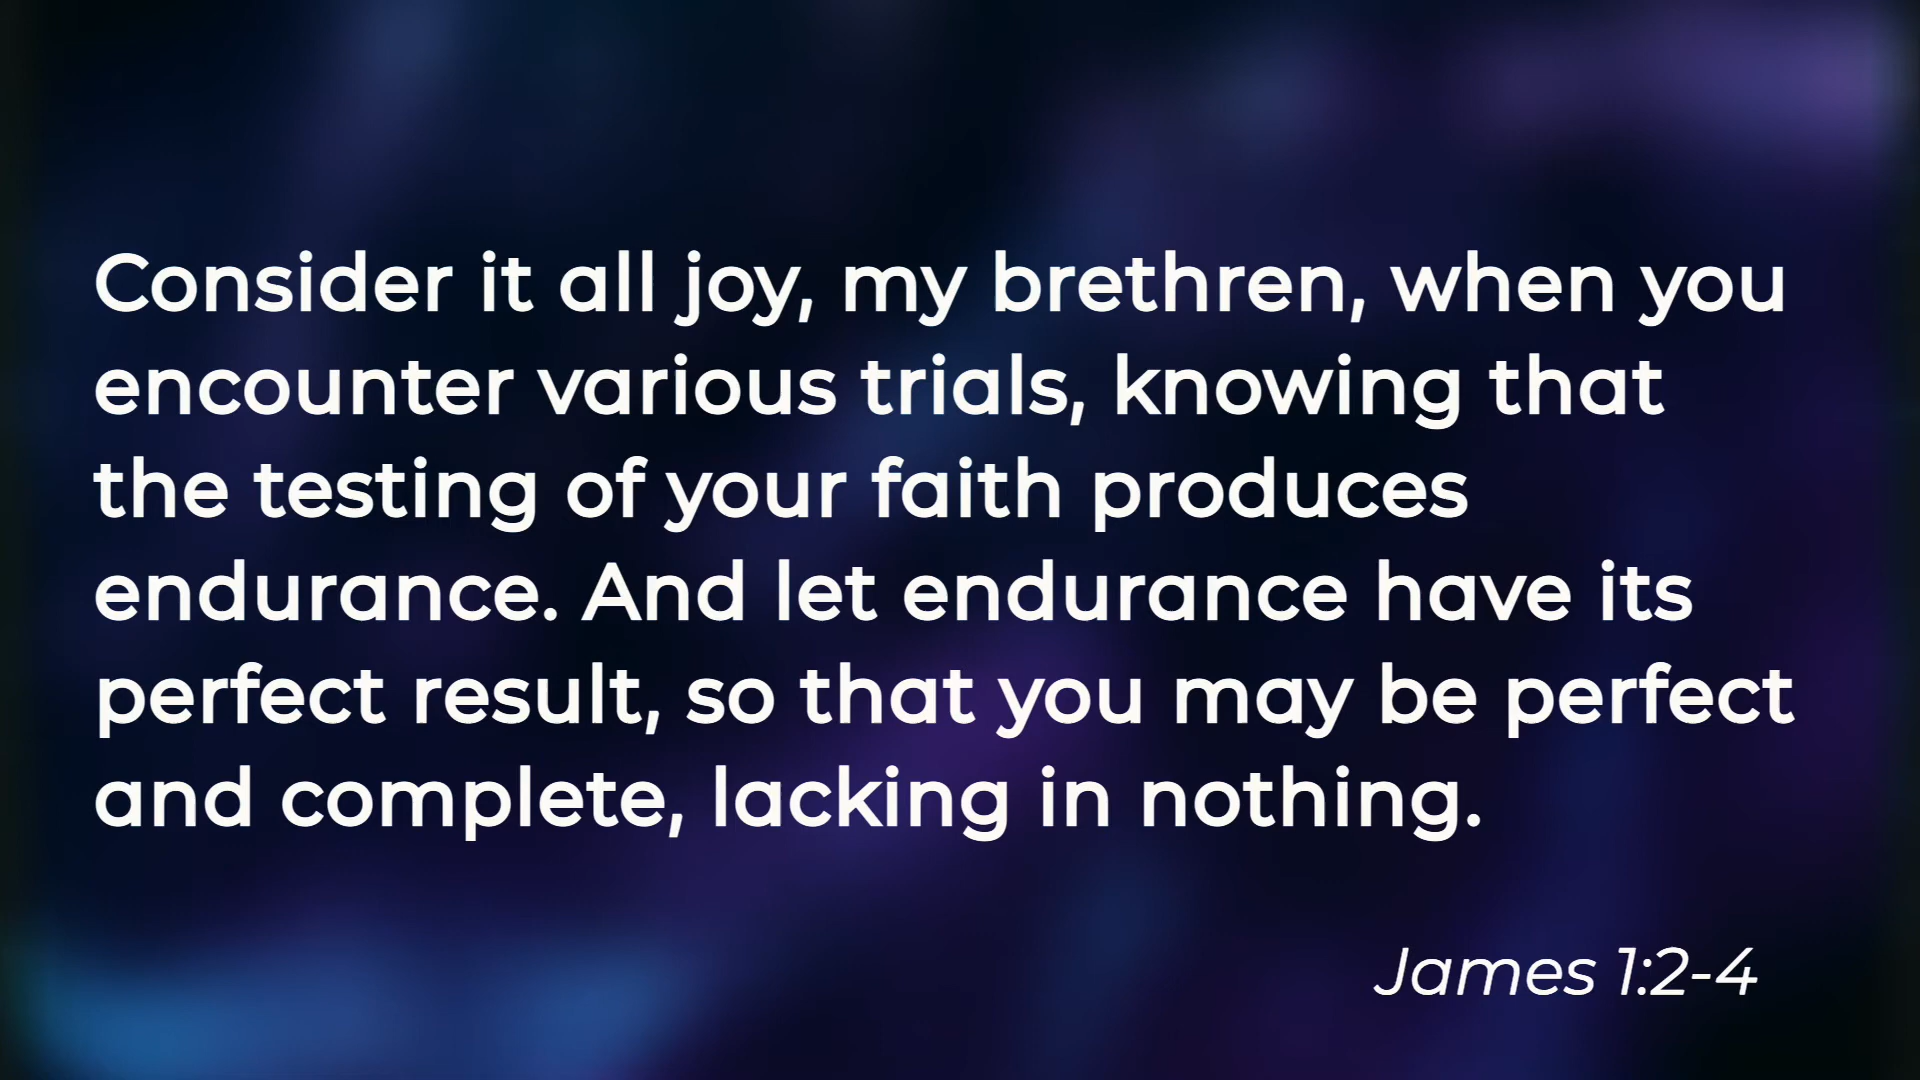 Consider it all joy, my brethren, when you
encounter various trials, knowing that
the testing of your faith produces
endurance. And let endurance have its
perfect result, so that you may be perfect
and complete, lacking in nothing.
James 1:2-4